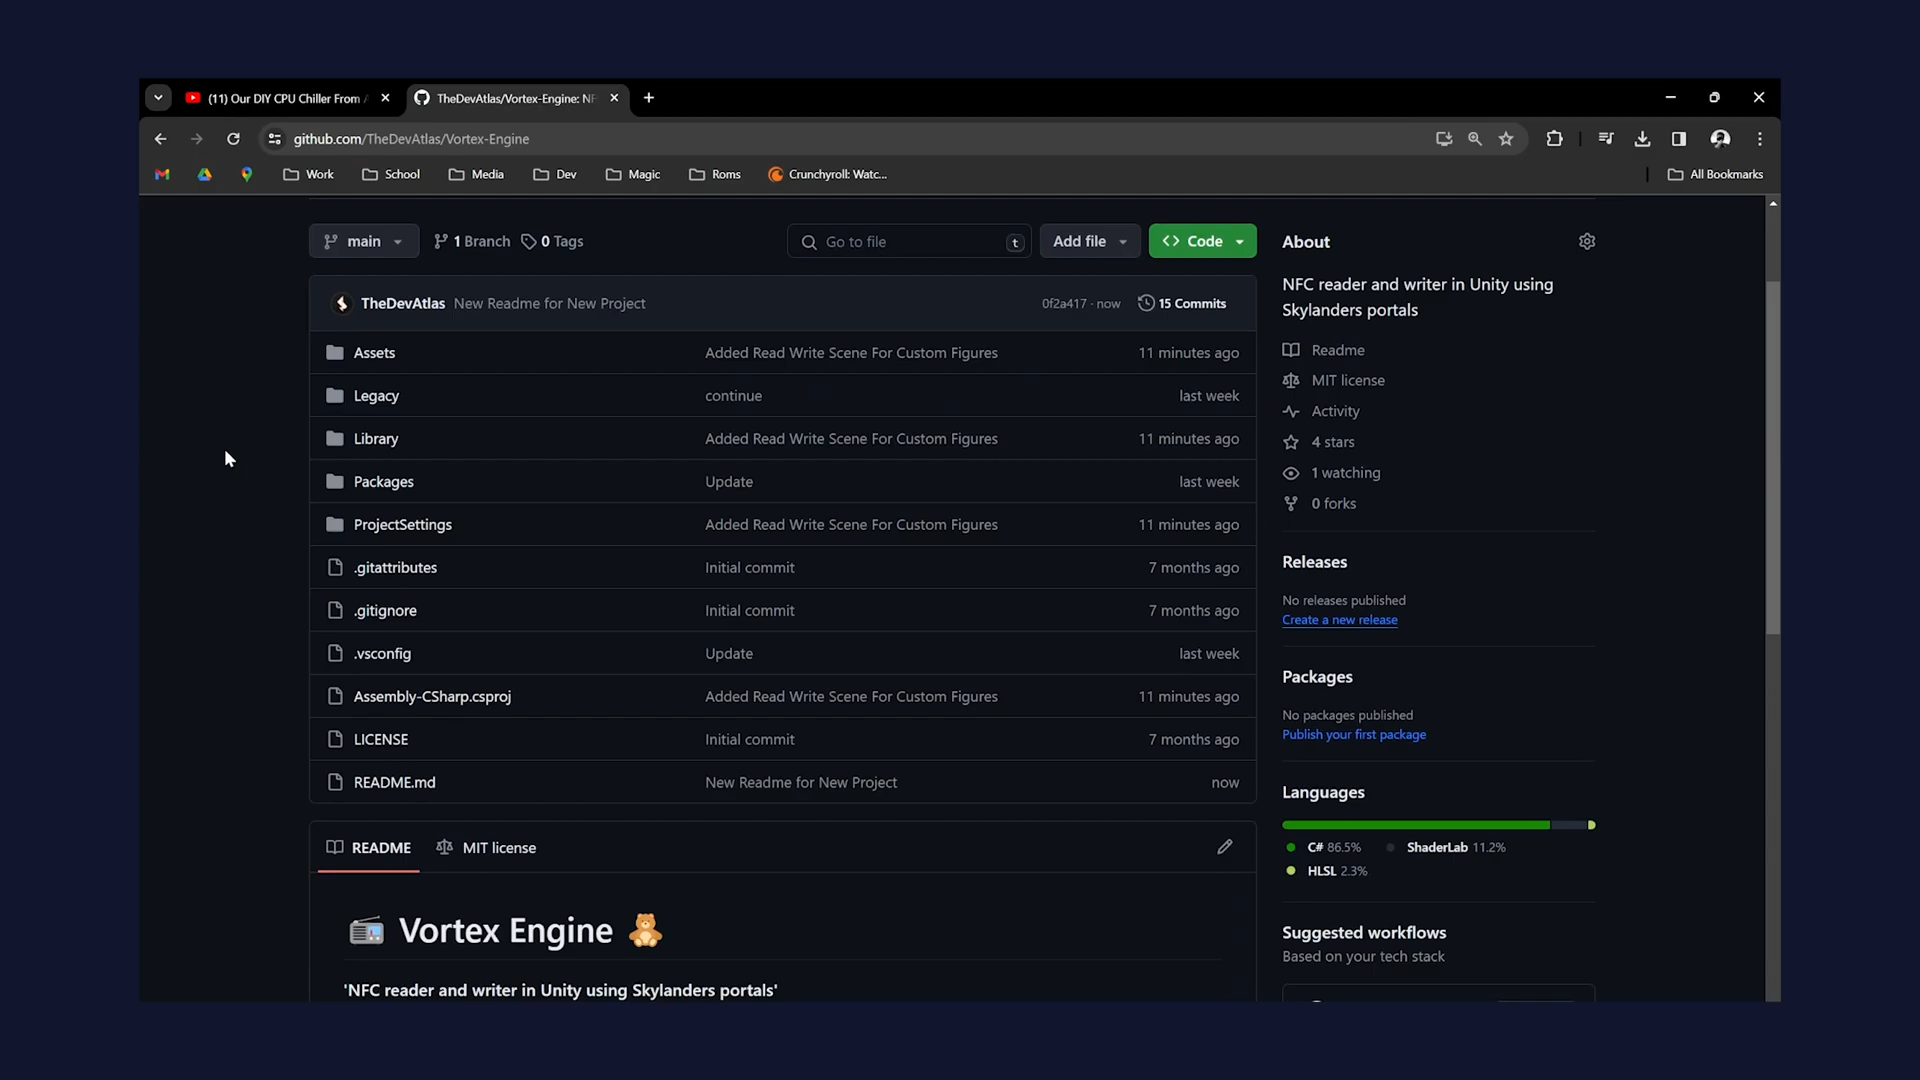 (11) Our DIY CPU Chiller From
TheDevAtlas/Vortex-Engine: NF
github.com/TheDevAtlas/Vortex-Engine
Work
School
Media
Dev
Magic
Roms
Crunchyroll: Watc...
All Bookmarks
main
1 Branch
0 Tags
Go to file
t
Add file
<> Code
TheDevAtlas New Readme for New Project
0f2a417 · now
15 Commits
Assets Added Read Write Scene For Custom Figures 11 minutes ago
Legacy continue last week
Library Added Read Write Scene For Custom Figures 11 minutes ago
Packages Update last week
ProjectSettings Added Read Write Scene For Custom Figures 11 minutes ago
.gitattributes Initial commit 7 months ago
.gitignore Initial commit 7 months ago
.vsconfig Update last week
Assembly-CSharp.csproj Added Read Write Scene For Custom Figures 11 minutes ago
LICENSE Initial commit 7 months ago
README.md New Readme for New Project now
README
MIT license
Vortex Engine
'NFC reader and writer in Unity using Skylanders portals'
About
NFC reader and writer in Unity using
Skylanders portals
Readme
MIT license
Activity
4 stars
1 watching
0 forks
Releases
No releases published
Create a new release
Packages
No packages published
Publish your first package
Languages
C# 86.5%
ShaderLab 11.2%
HLSL 2.3%
Suggested workflows
Based on your tech stack